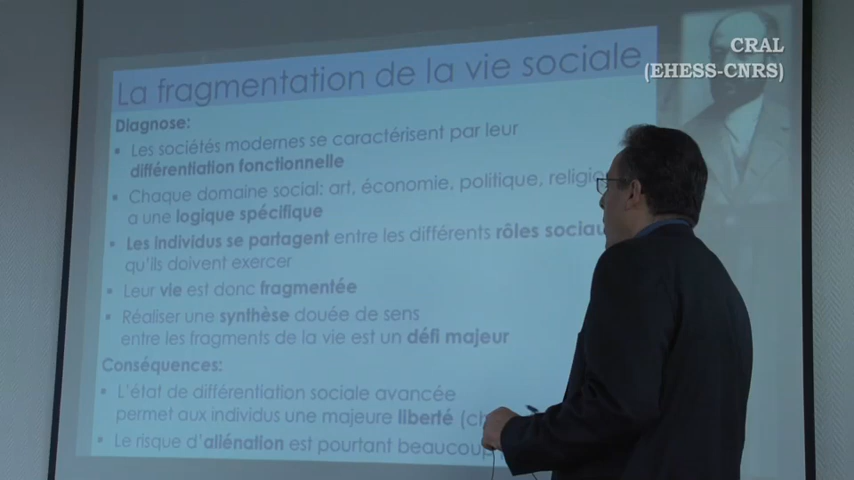 La fragmentation de la vie sociale
CRAL
(EHESS-CNRS)
Diagnose:
▪ Les sociétés modernes se caractérisent par leur
différentiation fonctionnelle
▪ Chaque domaine social: art, économie, politique, religio
a une logique spécifique
▪ Les individus se partagent entre les différents rôles sociau
qu'ils doivent exercer
▪ Leur vie est donc fragmentée
▪ Réaliser une synthèse douée de sens
entre les fragments de la vie est un défi majeur
Conséquences:
▪ L'état de différentiation sociale avancée
permet aux individus une majeure liberté
▪ Le risque d'aliénation est pourtant beaucoup